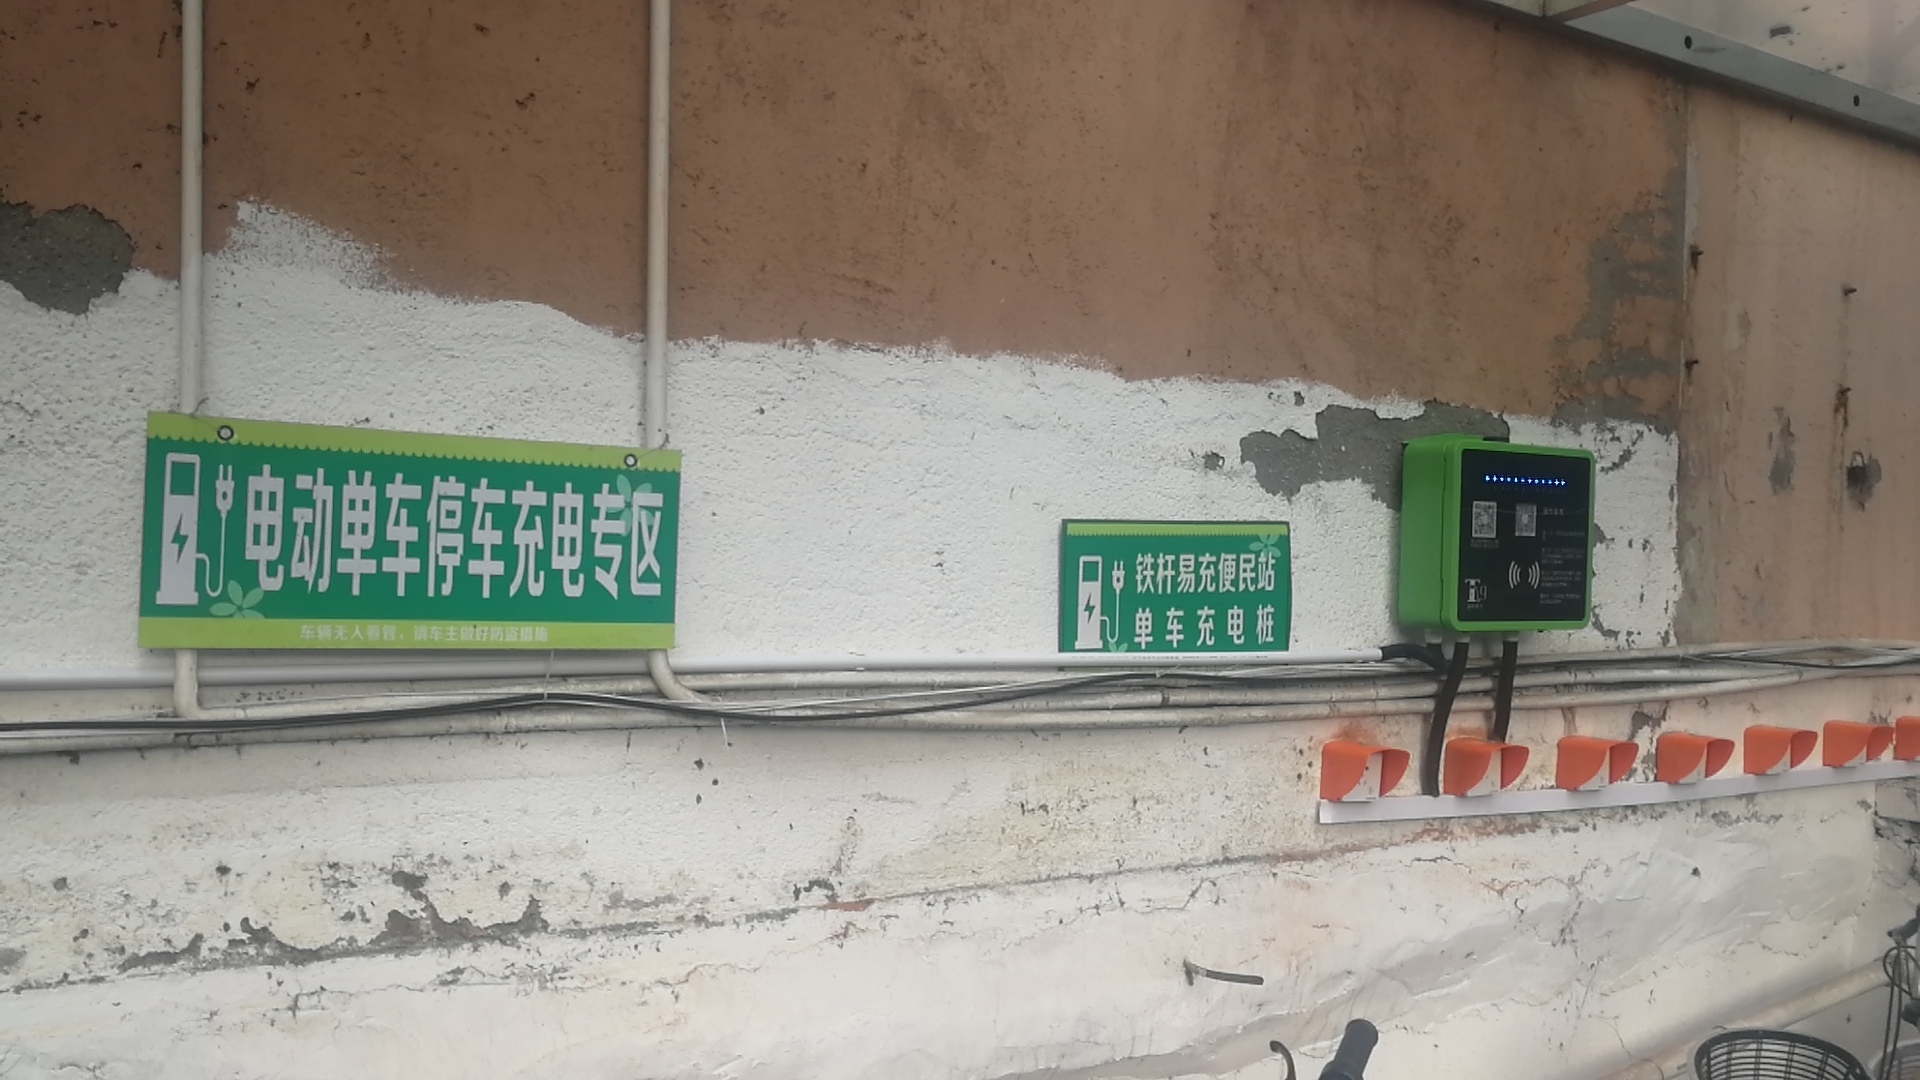 电动单车停车充电专区
车辆无人看管，请车主做好防盗措施
铁杆易充便民站
单车充电桩